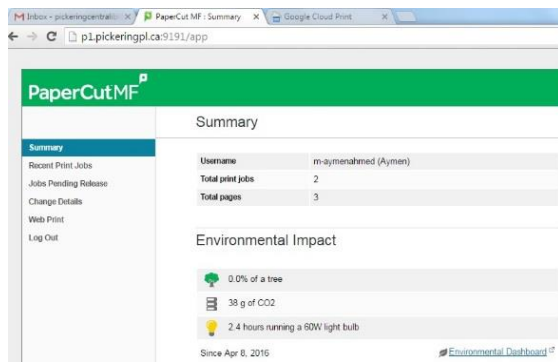 Inbox - pickeringcentral
PaperCut MF : Summary
Google Cloud Print
p1.pickeringpl.ca:9191/app
PaperCutMF
P
Summary
Summary
Recent Print Jobs
Jobs Pending Release
Change Details
Web Print
Log Out
Username m-aymenahmed (Aymen)
Total print jobs 2
Total pages 3
Environmental Impact
0.0% of a tree
38 g of CO2
2.4 hours running a 60W light bulb
Since Apr 8, 2016 Environmental Dashboard